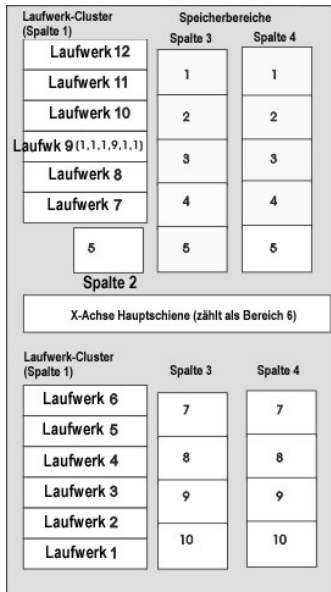 Laufwerk-Cluster
(Spalte 1)
Speicherbereiche
Spalte 3
Spalte 4
Laufwerk 12
Laufwerk 11
Laufwerk 10
Laufwk 9 (1,1,1,9,1,1)
Laufwerk 8
Laufwerk 7
1
2
3
4
5
1
2
3
4
5
5
Spalte 2
X-Achse Hauptschiene (zählt als Bereich 6)
Laufwerk-Cluster
(Spalte 1)
Spalte 3
Spalte 4
Laufwerk 6
Laufwerk 5
Laufwerk 4
Laufwerk 3
Laufwerk 2
Laufwerk 1
7
8
9
10
7
8
9
10